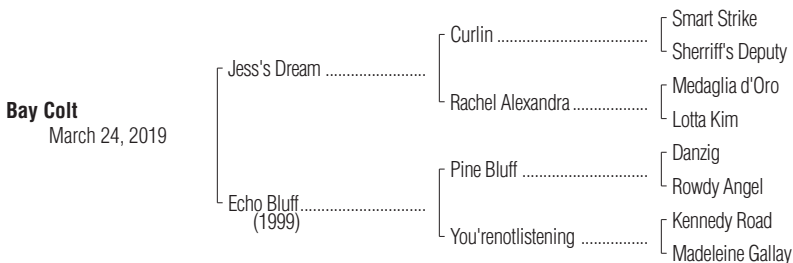 Bay Colt
March 24, 2019
Jess's Dream ........................
Echo Bluff..............................
(1999)
Curlin ....................................
Rachel Alexandra ..................
Pine Bluff ..............................
You'renotlistening ................
Smart Strike
Sherriff's Deputy
Medaglia d'Oro
Lotta Kim
Danzig
Rowdy Angel
Kennedy Road
Madeleine Gallay